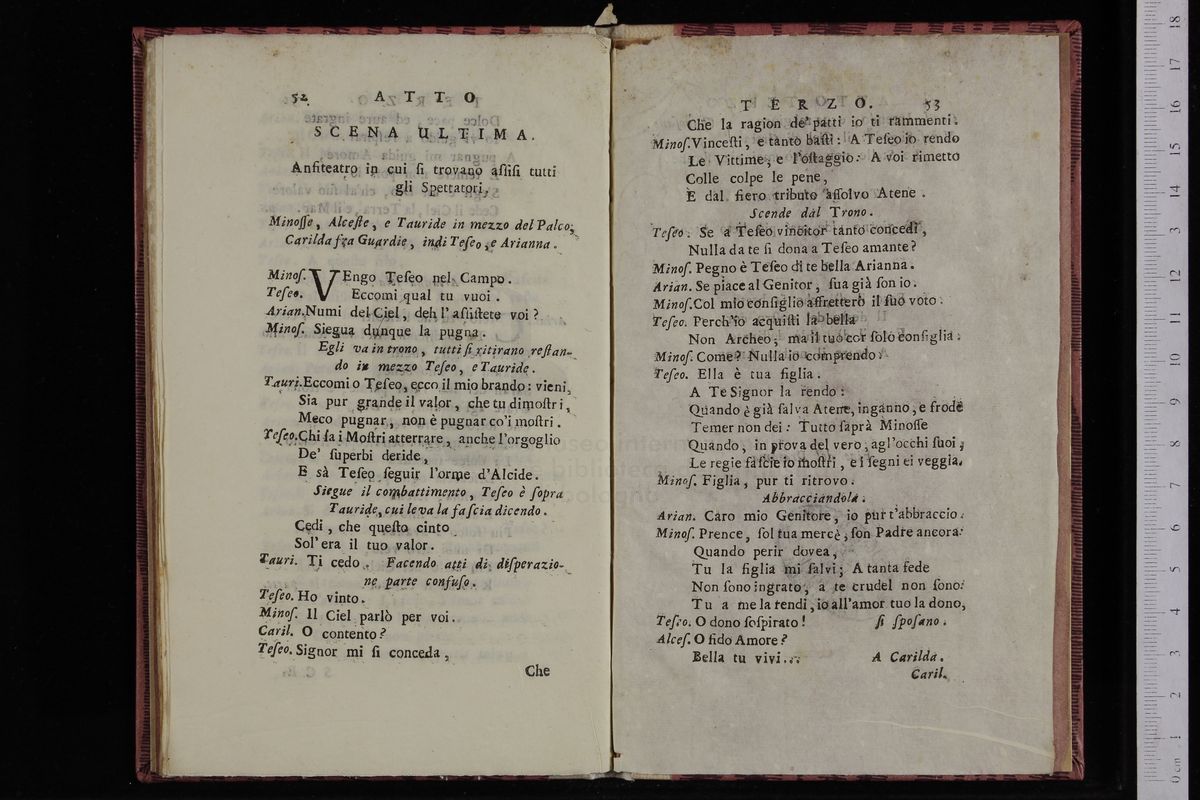 52 ATTO
SCENA ULTIMA.
Anfiteatro in cui ſi trovano aſſiſi tutti
gli Spettatori.
Minoſſe, Alceſte, e Tauride in mezzo del Palco,
Carilda fra Guardie, indi Teſeo, e Arianna.
Minoſ. VEngo Teſeo nel Campo.
Teſeo. Eccomi qual tu vuoi.
Arian. Numi del Ciel, deh l'aſſiſtete voi?
Minoſ. Siegua dunque la pugna.
Egli va in trono, tutti ſi ritirano reſtan-
do in mezzo Teſeo, e Tauride.
Tauri. Eccomi o Teſeo, ecco il mio brando: vieni,
Sia pur grande il valor, che tu dimoſtri,
Meco pugnar, non è pugnar co'i moſtri.
Teſeo. Chi ſa i Moſtri atterrare, anche l'orgoglio
De' ſuperbi deride,
E sà Teſeo ſeguir l'orme d'Alcide.
Siegue il combattimento, Teſeo è ſopra
Tauride, cui leva la faſcia dicendo.
Cedi, che queſto cinto
Sol' era il tuo valor.
Tauri. Ti cedo. Facendo atti di diſperazio-
ne parte confuſo.
Teſeo. Ho vinto.
Minoſ. Il Ciel parlò per voi.
Caril. O contento?
Teſeo. Signor mi ſi conceda,
Che
TERZO. 53
Che la ragion de' patti io ti rammenti.
Minoſ. Vinceſti, e tanto baſti: A Teſeo io rendo
Le Vittime, e l'oſtaggio: A voi rimetto
Colle colpe le pene,
E dal fiero tributo aſſolvo Atene.
Scende dal Trono.
Teſeo. Se a Teſeo vincitor tanto concedi,
Nulla da te ſi dona a Teſeo amante?
Minoſ. Pegno è Teſeo di te bella Arianna.
Arian. Se piace al Genitor, ſua già ſon io.
Minoſ. Col mio conſiglio affretterò il ſuo voto.
Teſeo. Perch'io acquiſti la bella
Non Archeo; ma il tuo cor ſolo conſiglia.
Minoſ. Come? Nulla io comprendo.
Teſeo. Ella è tua figlia.
A Te Signor la rendo:
Quando è già ſalva Atene, inganno, e frode
Temer non dei: Tutto ſaprà Minoſſe
Quando, in prova del vero, agl'occhi ſuoi,
Le regie faſcie io moſtri, e i ſegni ei veggia.
Minoſ. Figlia, pur ti ritrovo.
Abbracciandola.
Arian. Caro mio Genitore, io pur t'abbraccio.
Minoſ. Prence, ſol tua mercè, ſon Padre ancora.
Quando perir dovea,
Tu la figlia mi ſalvi; A tanta fede
Non ſono ingrato, a te crudel non ſono.
Tu a me la rendi, io all'amor tuo la dono,
Teſeo. O dono ſoſpirato! ſi ſpoſano.
Alceſ. O fido Amore?
Bella tu vivi... A Carilda.
Caril.